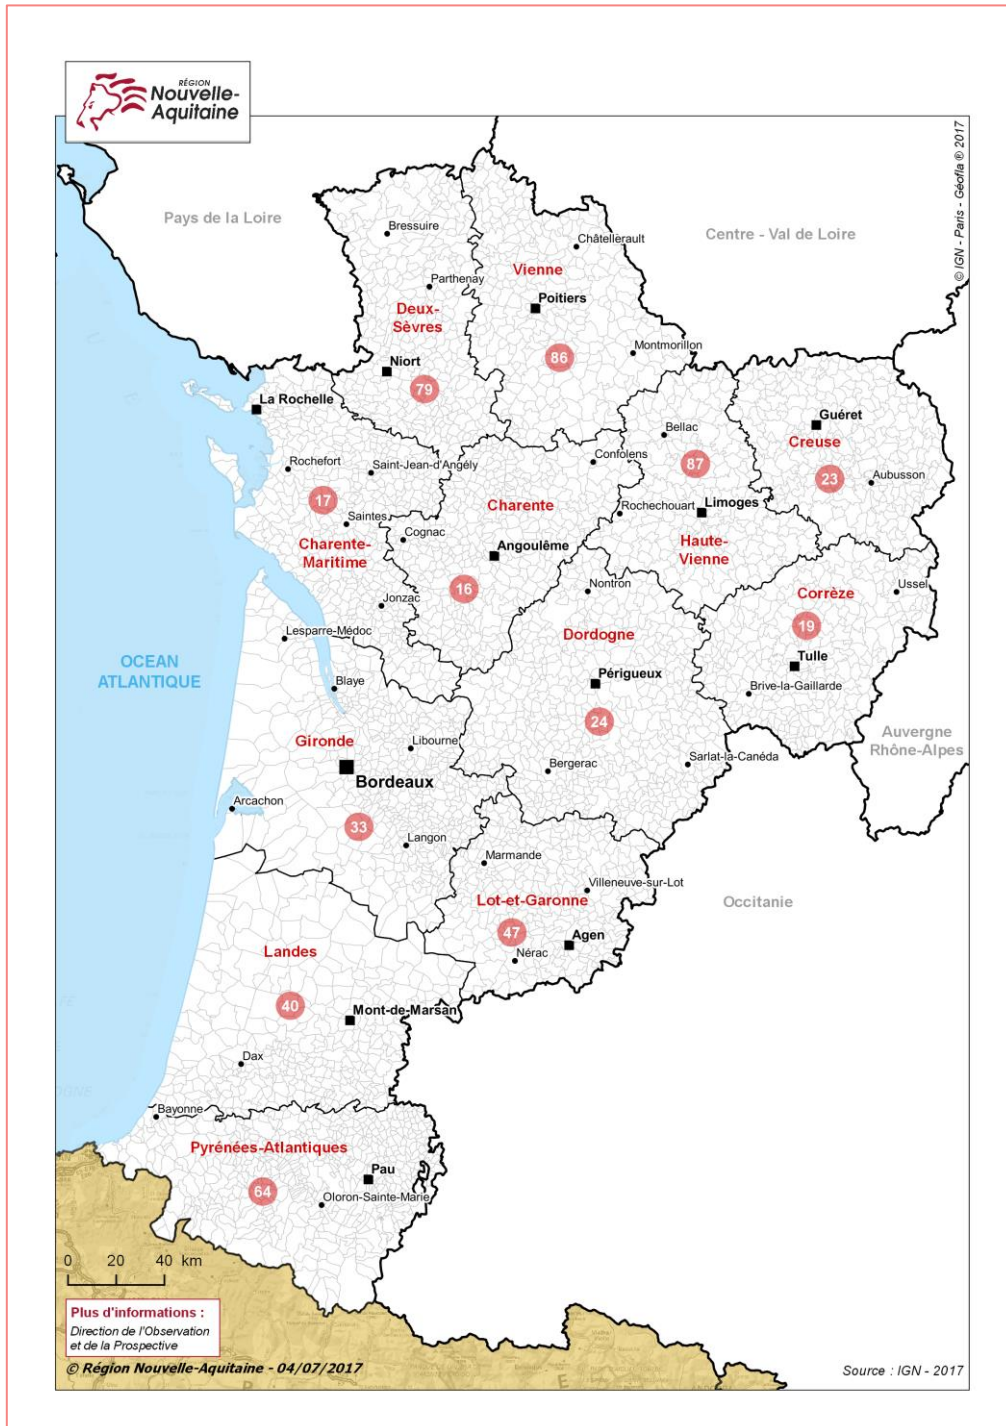 RÉGION
Nouvelle-
Aquitaine
© IGN - Paris - Géofla ® 2017
Pays de la Loire
Centre - Val de Loire
Bressuire
Châtellerault
Vienne
Parthenay
Poitiers
Deux-
Sèvres
Montmorillon
86
Niort
79
La Rochelle
Guéret
Bellac
Creuse
Confolens
Rochefort
Saint-Jean-d'Angély
87
23
Aubusson
17
Charente
Rochechouart
Limoges
Saintes
Cognac
Charente-
Maritime
Angoulême
Haute-
Vienne
16
Nontron
Ussel
Corrèze
Jonzac
19
Lesparre-Médoc
Dordogne
OCEAN
ATLANTIQUE
Tulle
Périgueux
Blaye
Brive-la-Gaillarde
24
Auvergne
Rhône-Alpes
Gironde
Libourne
Sarlat-la-Canéda
Bordeaux
Bergerac
Arcachon
33
Langon
Marmande
Villeneuve-sur-Lot
Lot-et-Garonne
Occitanie
47
Agen
Landes
Nérac
40
Mont-de-Marsan
Dax
Bayonne
Pyrénées-Atlantiques
Pau
64
Oloron-Sainte-Marie
0 20 40 km
Plus d'informations :
Direction de l'Observation
et de la Prospective
© Région Nouvelle-Aquitaine - 04/07/2017
Source : IGN - 2017